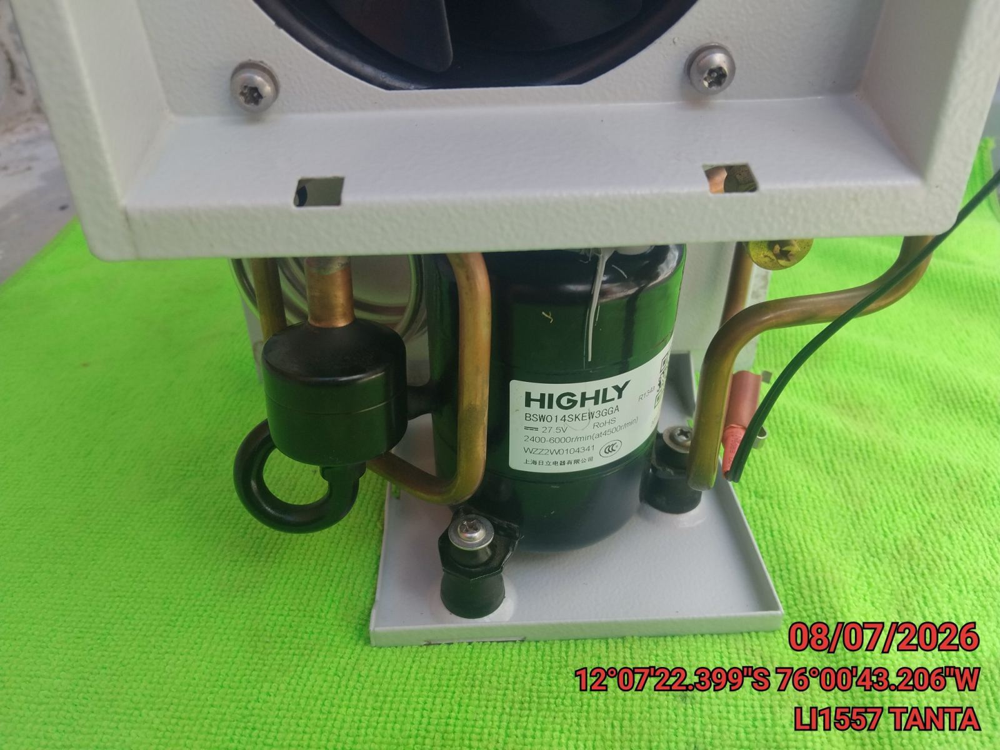 HIGHLY
BSW014SKEW3GGA
R134a
27.5V RoHS
2400-6000r/min(at4500r/min)
WZZ2W0104341
上海日立电器有限公司
08/07/2026
12°07'22.399"S 76°00'43.206"W
LI1557 TANTA